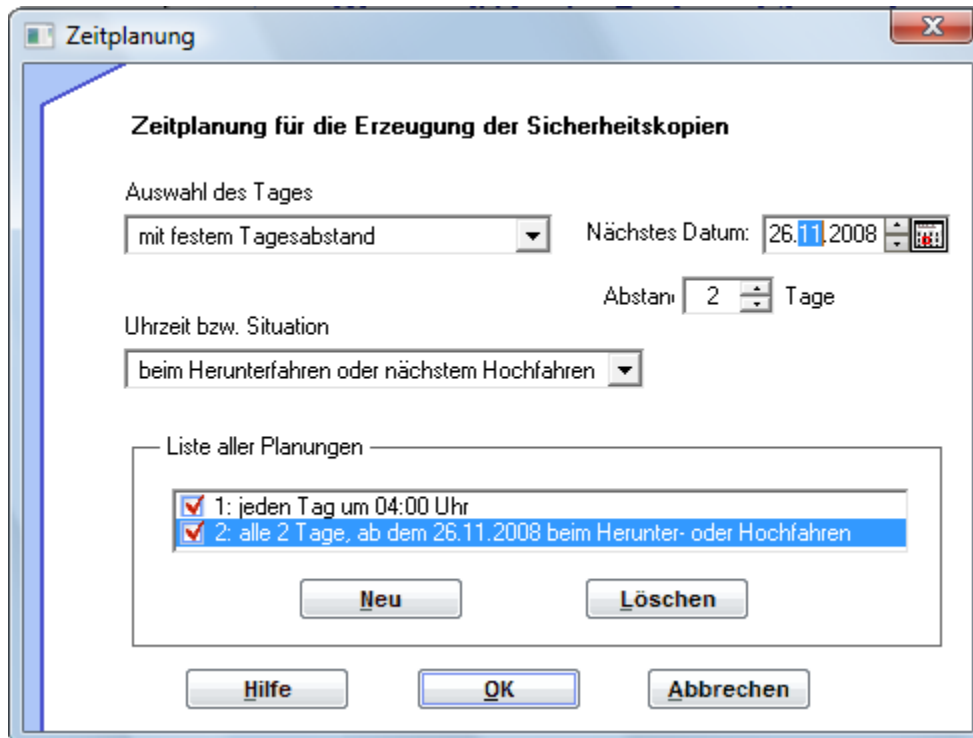 Zeitplanung
Zeitplanung für die Erzeugung der Sicherheitskopien
Auswahl des Tages
mit festem Tagesabstand
Nächstes Datum: 26.11.2008
Abstan 2 Tage
Uhrzeit bzw. Situation
beim Herunterfahren oder nächstem Hochfahren
Liste aller Planungen
1: jeden Tag um 04:00 Uhr
2: alle 2 Tage, ab dem 26.11.2008 beim Herunter- oder Hochfahren
Neu Löschen
Hilfe OK Abbrechen